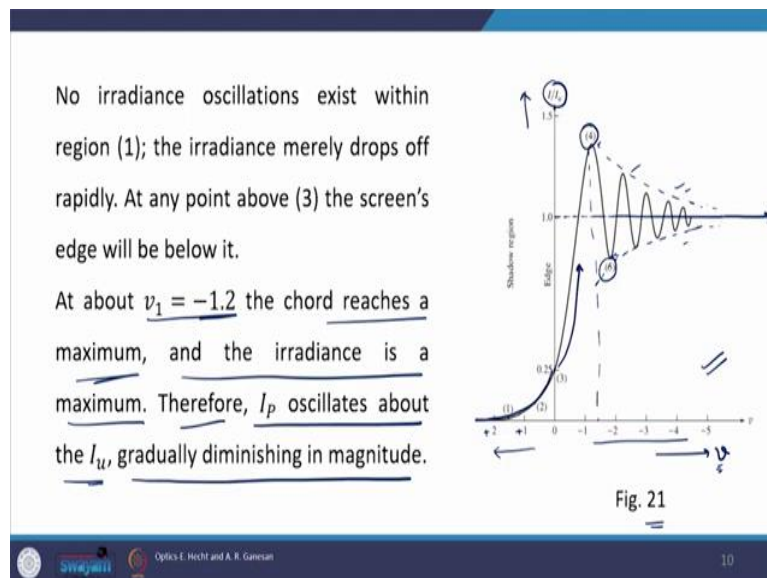 No irradiance oscillations exist within
region (1); the irradiance merely drops off
rapidly. At any point above (3) the screen's
edge will be below it.
At about v₁ = −1.2 the chord reaches a
maximum, and the irradiance is a
maximum. Therefore, I_P oscillates about
the I_u, gradually diminishing in magnitude.
I/I_u
1.5
(4)
1.0
(6)
Shadow region
Edge
0.25
(3)
(2)
(1)
+2 +1 0 −1 −2 −3 −4 −5
Fig. 21
swayam
Optics-E. Hecht and A. R. Ganesan
10